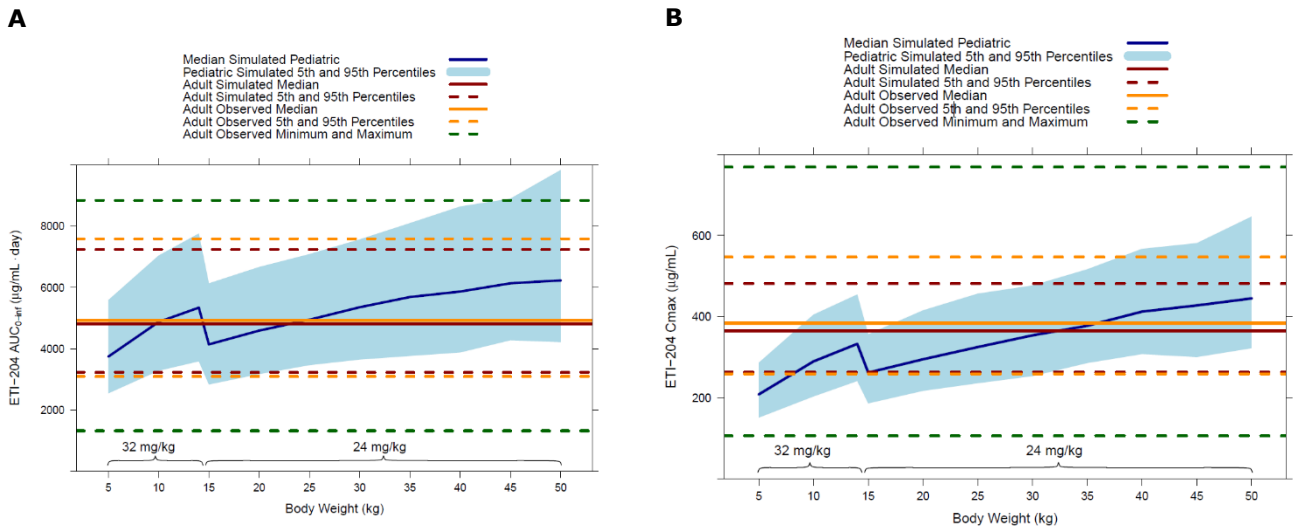 A
Median Simulated Pediatric
Pediatric Simulated 5th and 95th Percentiles
Adult Simulated Median
Adult Simulated 5th and 95th Percentiles
Adult Observed Median
Adult Observed 5th and 95th Percentiles
Adult Observed Minimum and Maximum
ETI−204 AUC0-inf (µg/mL · day)
8000
6000
4000
2000
32 mg/kg 24 mg/kg
5 10 15 20 25 30 35 40 45 50
Body Weight (kg)
B
Median Simulated Pediatric
Pediatric Simulated 5th and 95th Percentiles
Adult Simulated Median
Adult Simulated 5th and 95th Percentiles
Adult Observed Median
Adult Observed 5th and 95th Percentiles
Adult Observed Minimum and Maximum
ETI−204 Cmax (µg/mL)
600
400
200
32 mg/kg 24 mg/kg
5 10 15 20 25 30 35 40 45 50
Body Weight (kg)